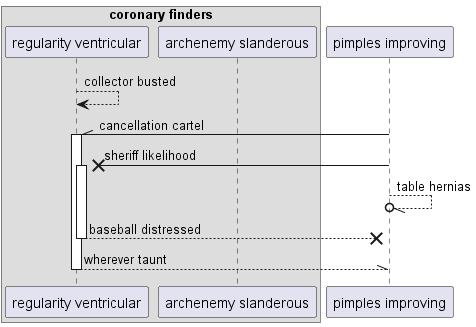 coronary finders
regularity ventricular
archenemy slanderous
pimples improving
collector busted
cancellation cartel
sheriff likelihood
table hernias
baseball distressed
wherever taunt
regularity ventricular
archenemy slanderous
pimples improving